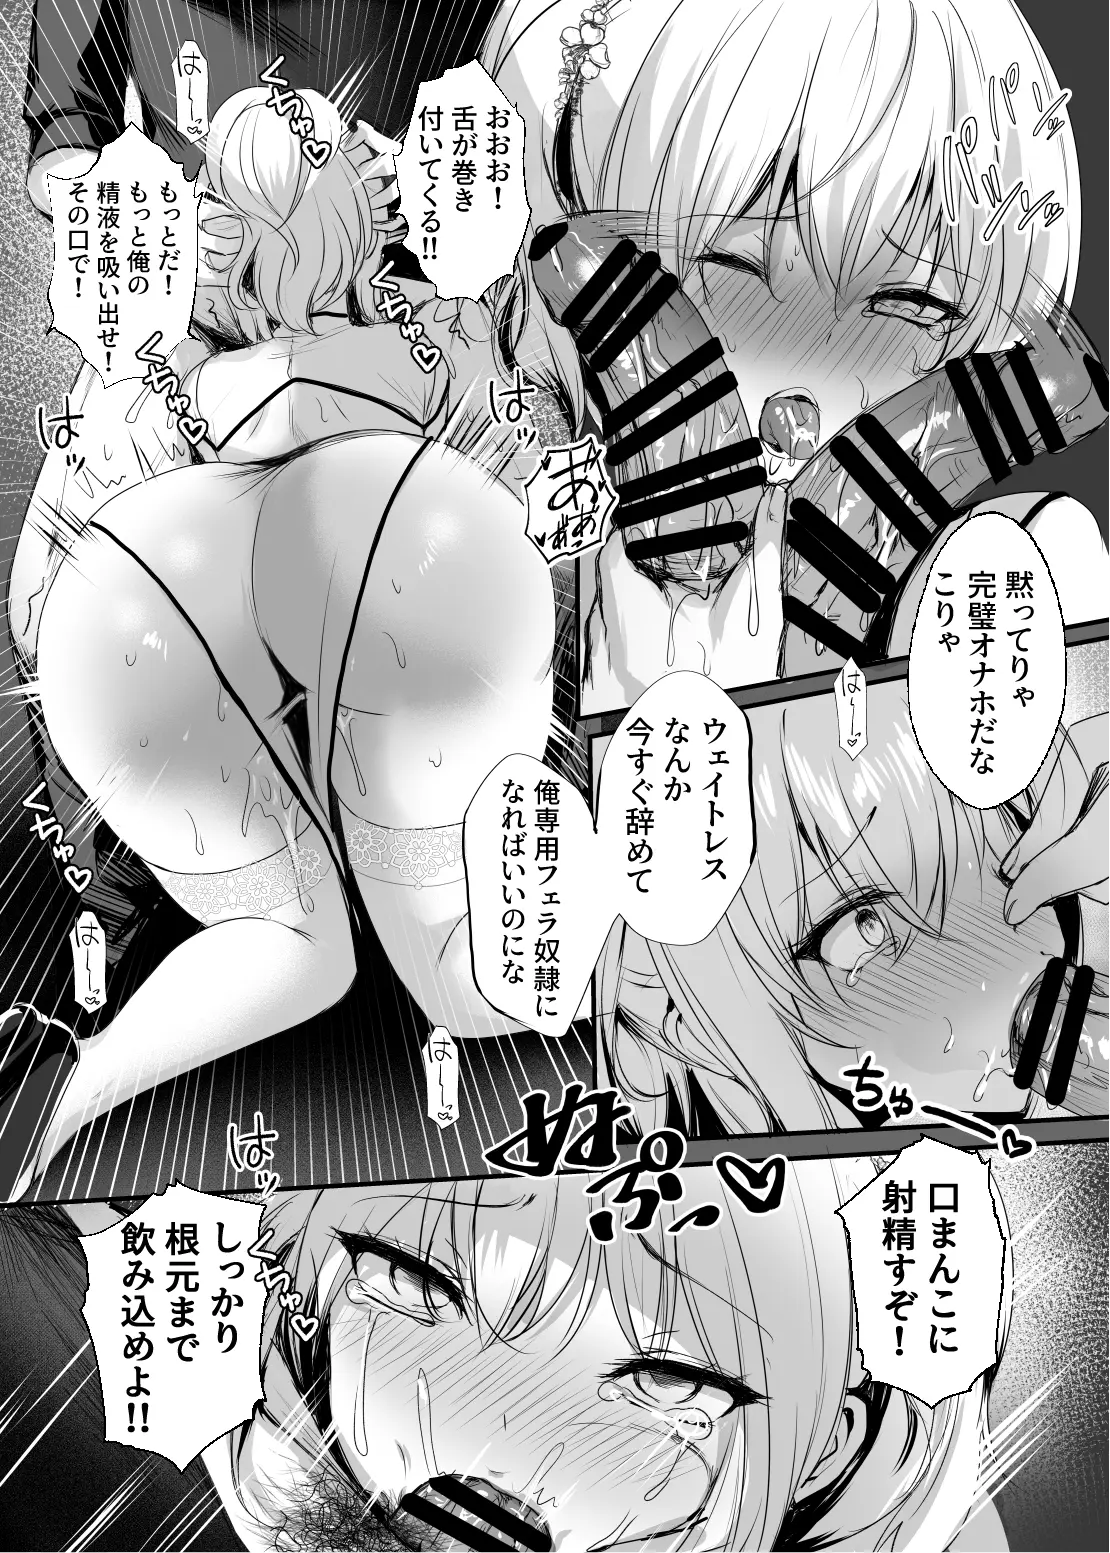 おおお！
舌が巻き
付いてくる!!
もっとだ！
もっと俺の
精液を吸い出せ！
その口で！
はー
くちゅ♡
ずりっ
くちゅ♡
くちゅ♡
はッ
はッ
あ
ああっ
黙ってりゃ
完璧オナホだな
こりゃ
はー
ウェイトレス
なんか
今すぐ辞めて
俺専用フェラ奴隷に
なればいいのにな
くちゅ♡
はー
はー
ちゅー♡
はッ
ぬぷっ♡
口まんこに
射精すぞ！
くちゅ♡
しっかり
根元まで
飲み込めよ!!